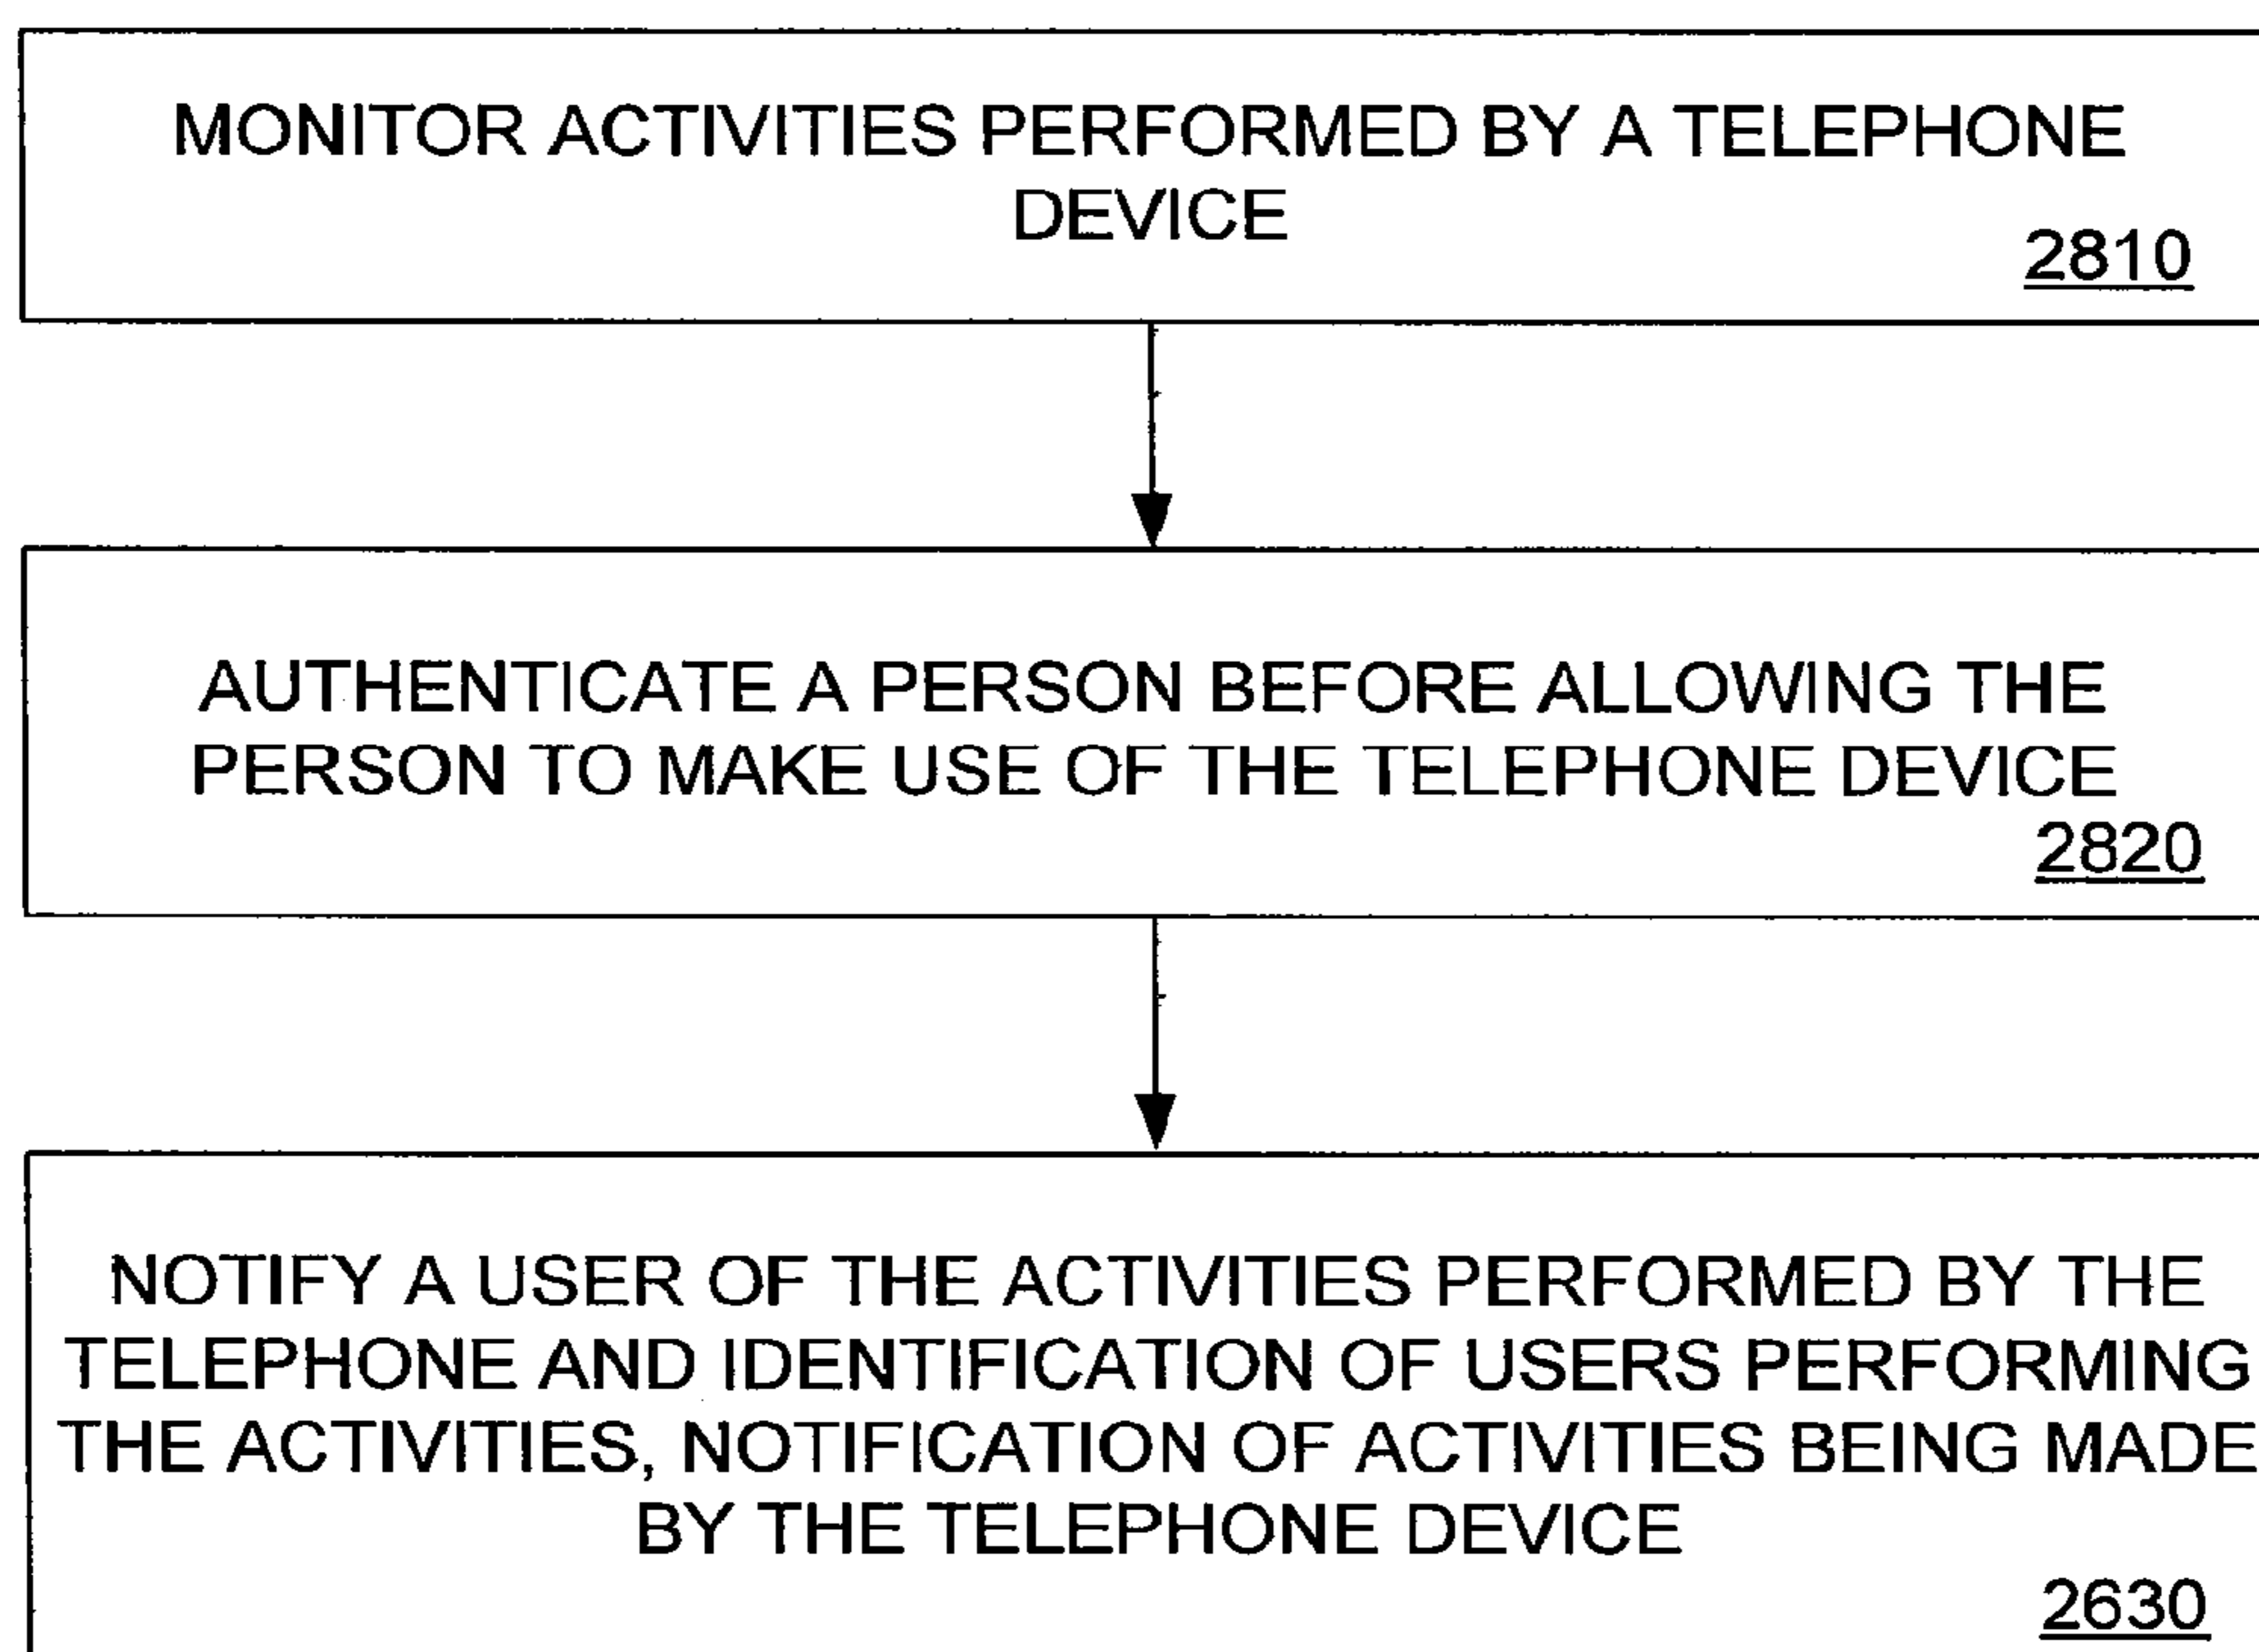 MONITOR ACTIVITIES PERFORMED BY A TELEPHONE
DEVICE
2810
AUTHENTICATE A PERSON BEFORE ALLOWING THE
PERSON TO MAKE USE OF THE TELEPHONE DEVICE
2820
NOTIFY A USER OF THE ACTIVITIES PERFORMED BY THE
TELEPHONE AND IDENTIFICATION OF USERS PERFORMING
THE ACTIVITIES, NOTIFICATION OF ACTIVITIES BEING MADE
BY THE TELEPHONE DEVICE
2630